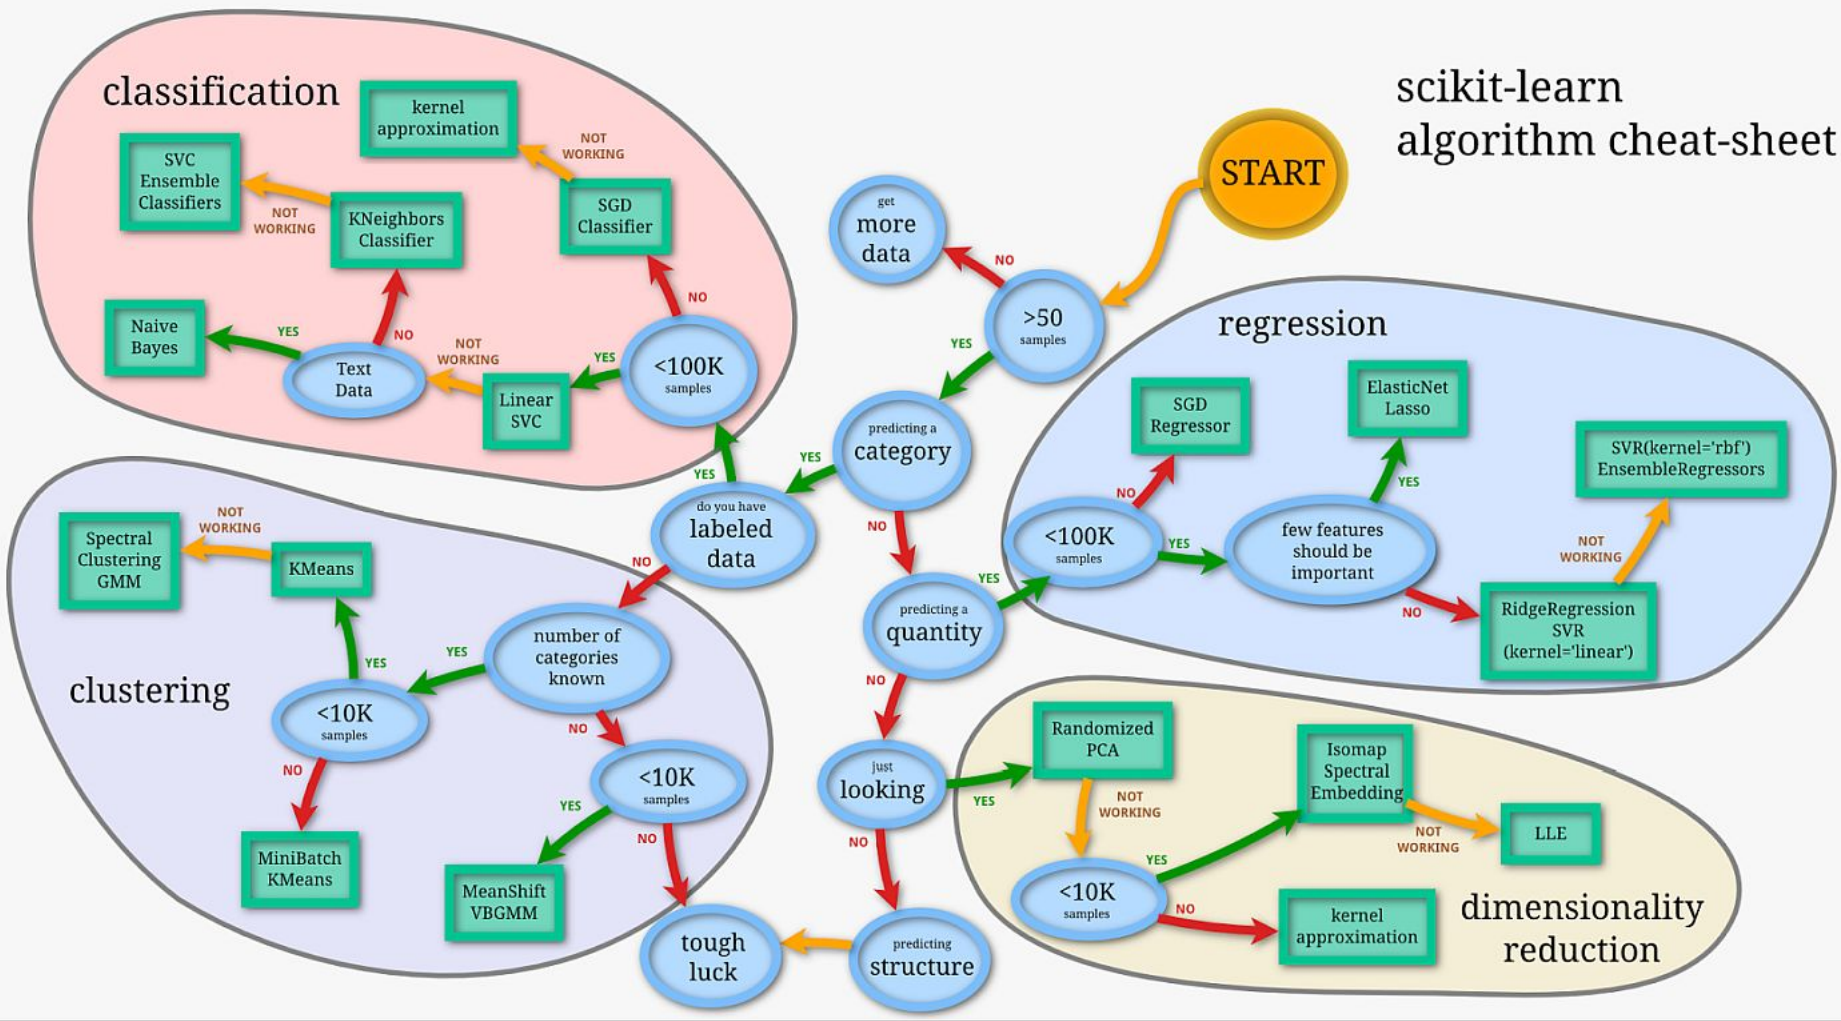 scikit-learn
algorithm cheat-sheet
START
classification
kernel
approximation
NOT
WORKING
SVC
Ensemble
Classifiers
NOT
WORKING
KNeighbors
Classifier
SGD
Classifier
NO
Naive
Bayes
YES
Text
Data
NO
NOT
WORKING
Linear
SVC
YES
<100K
samples
YES
get
more
data
NO
>50
samples
YES
predicting a
category
YES
NO
do you have
labeled
data
NO
predicting a
quantity
YES
NO
just
looking
YES
NO
predicting
structure
tough
luck
regression
SGD
Regressor
NO
<100K
samples
YES
ElasticNet
Lasso
YES
few features
should be
important
NO
SVR(kernel='rbf')
EnsembleRegressors
NOT
WORKING
RidgeRegression
SVR
(kernel='linear')
clustering
Spectral
Clustering
GMM
NOT
WORKING
KMeans
YES
number of
categories
known
YES
NO
<10K
samples
NO
MiniBatch
KMeans
<10K
samples
YES
NO
MeanShift
VBGMM
Randomized
PCA
NOT
WORKING
<10K
samples
YES
NO
Isomap
Spectral
Embedding
NOT
WORKING
LLE
kernel
approximation
dimensionality
reduction